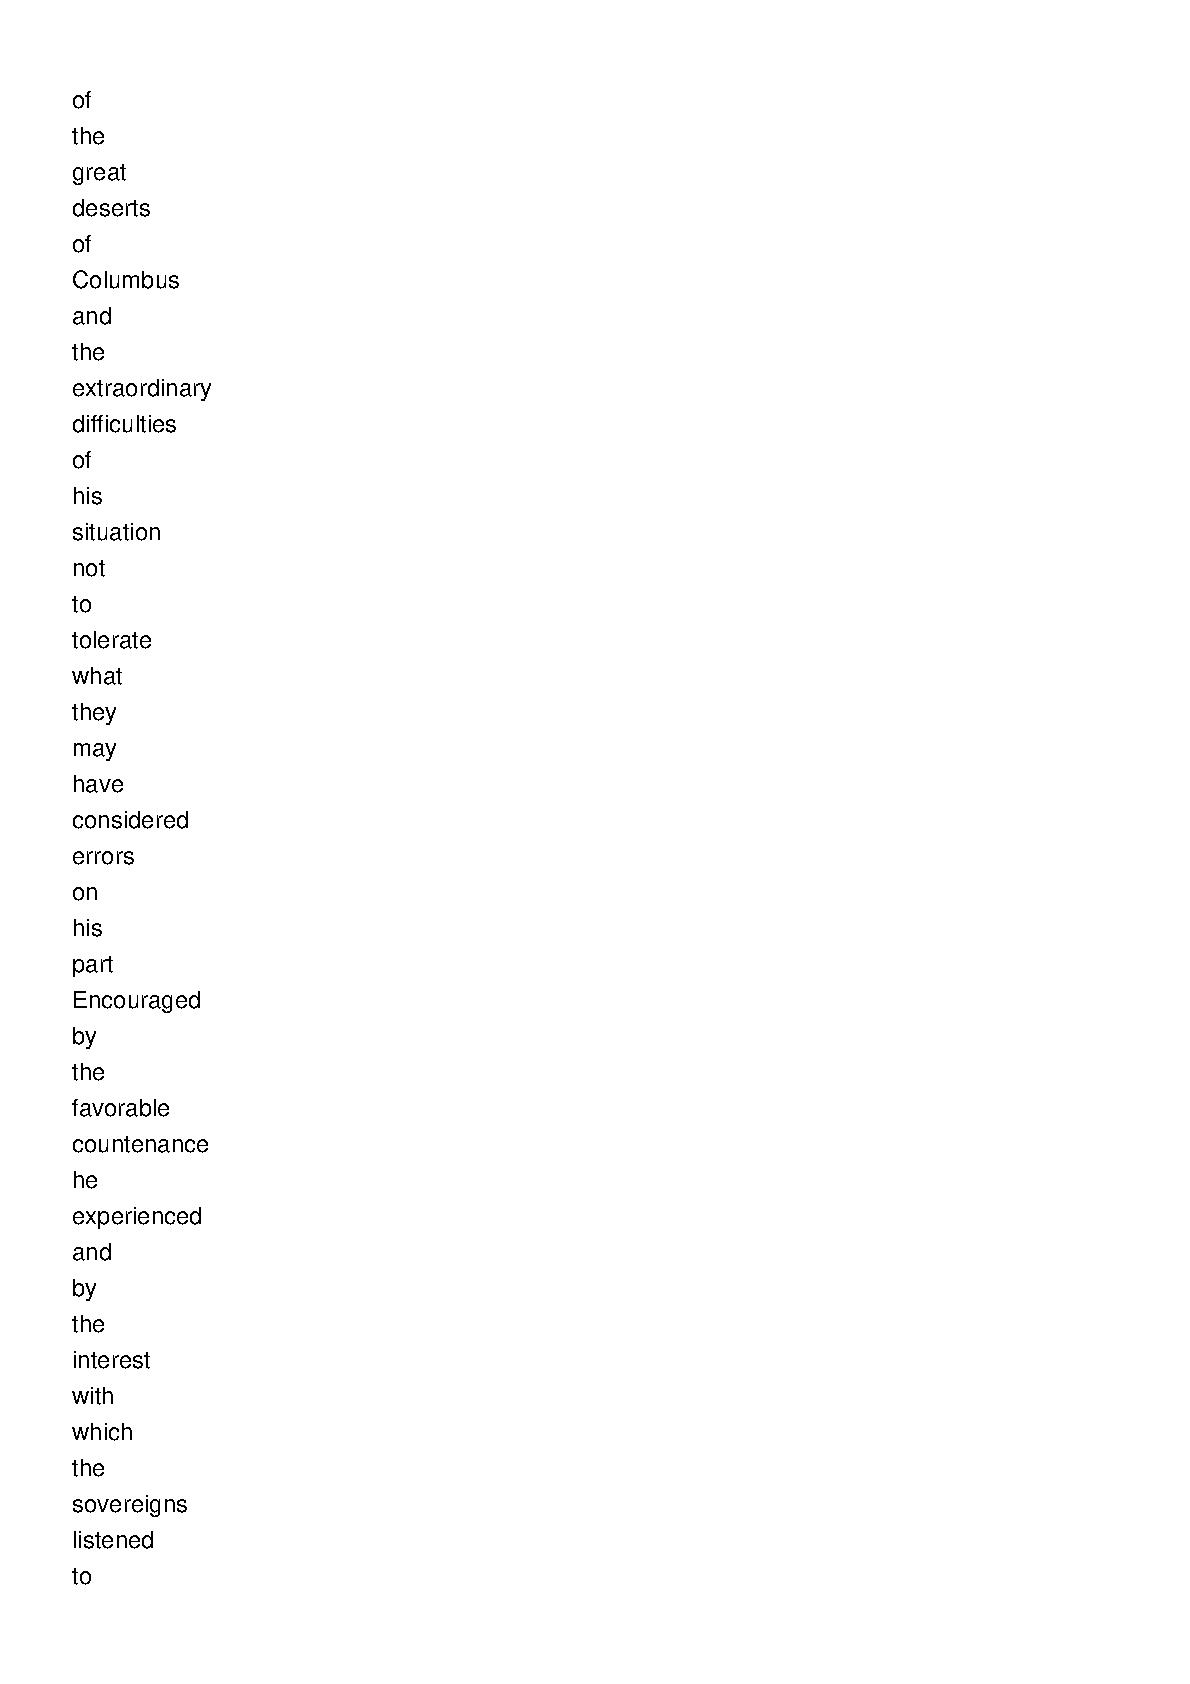 of
the
great
deserts
of
Columbus
and
the
extraordinary
difficulties
of
his
situation
not
to
tolerate
what
they
may
have
considered
errors
on
his
part
Encouraged
by
the
favorable
countenance
he
experienced
and
by
the
interest
with
which
the
sovereigns
listened
to